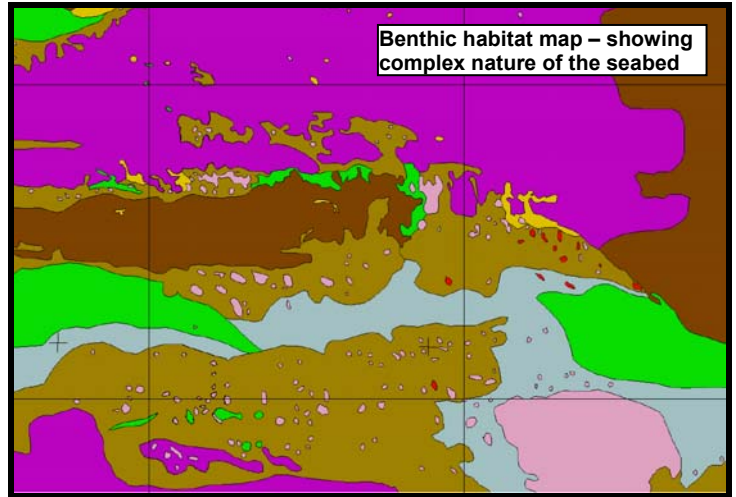 Benthic habitat map – showing
complex nature of the seabed